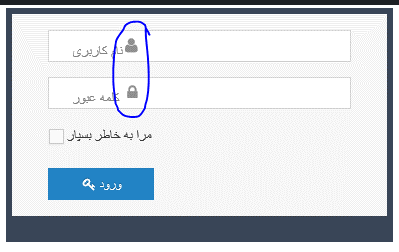 نام کاربری
کلمه عبور
مرا به خاطر بسپار
ورود